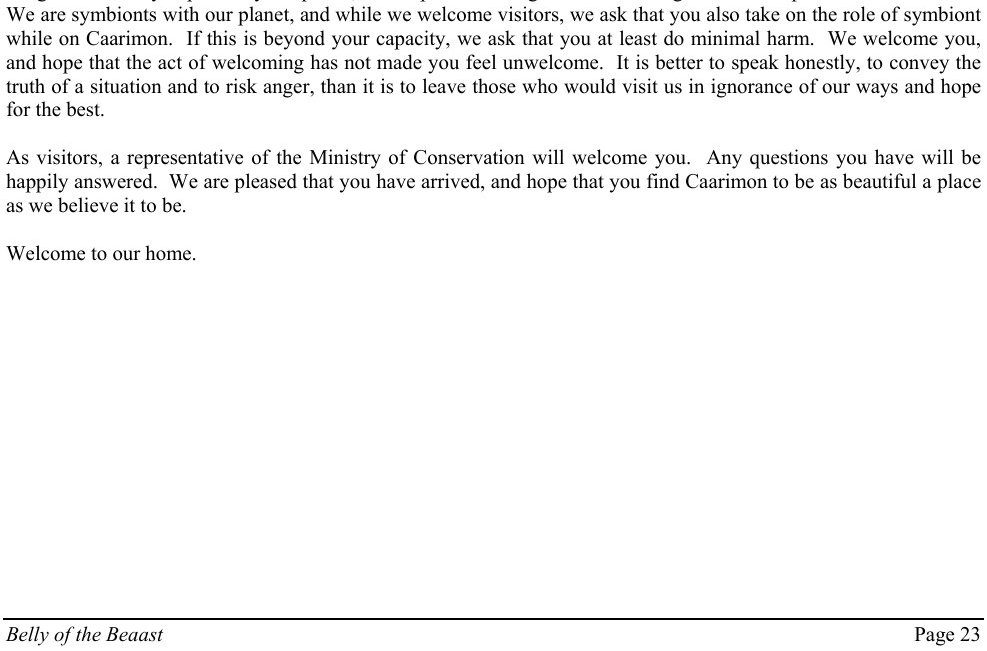 We are symbionts with our planet, and while we welcome visitors, we ask that you also take on the role of symbiont
while on Caarimon.  If this is beyond your capacity, we ask that you at least do minimal harm.  We welcome you,
and hope that the act of welcoming has not made you feel unwelcome.  It is better to speak honestly, to convey the
truth of a situation and to risk anger, than it is to leave those who would visit us in ignorance of our ways and hope
for the best.
As visitors, a representative of the Ministry of Conservation will welcome you.  Any questions you have will be
happily answered.  We are pleased that you have arrived, and hope that you find Caarimon to be as beautiful a place
as we believe it to be.
Welcome to our home.
Belly of the Beaast
Page 23